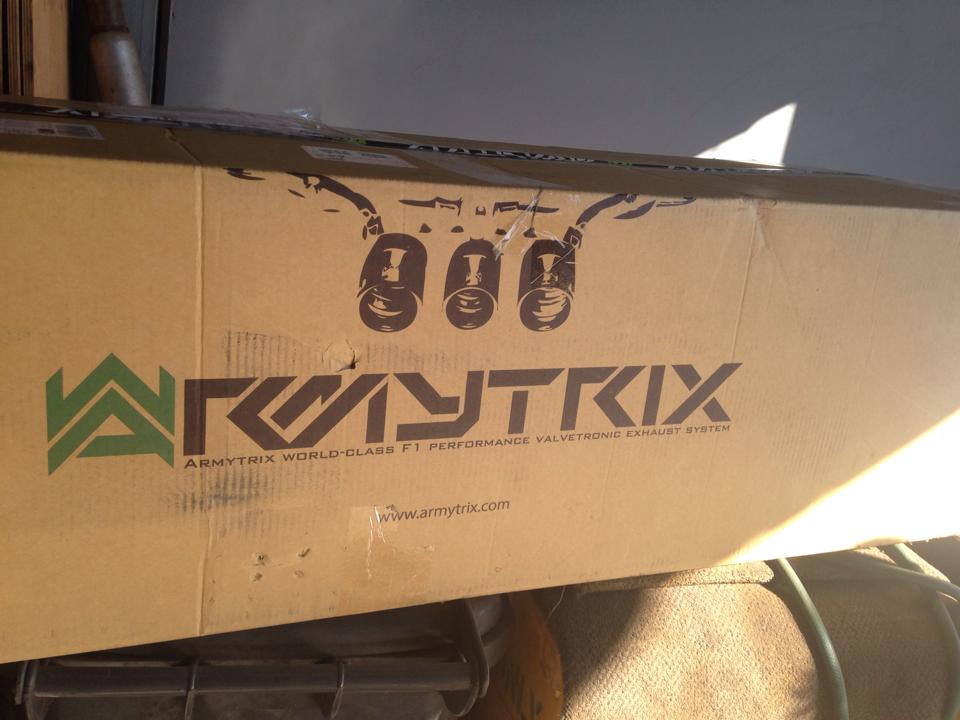 ARMYTRIX
ARMYTRIX WORLD-CLASS F1 PERFORMANCE VALVETRONIC EXHAUST SYSTEM
www.armytrix.com